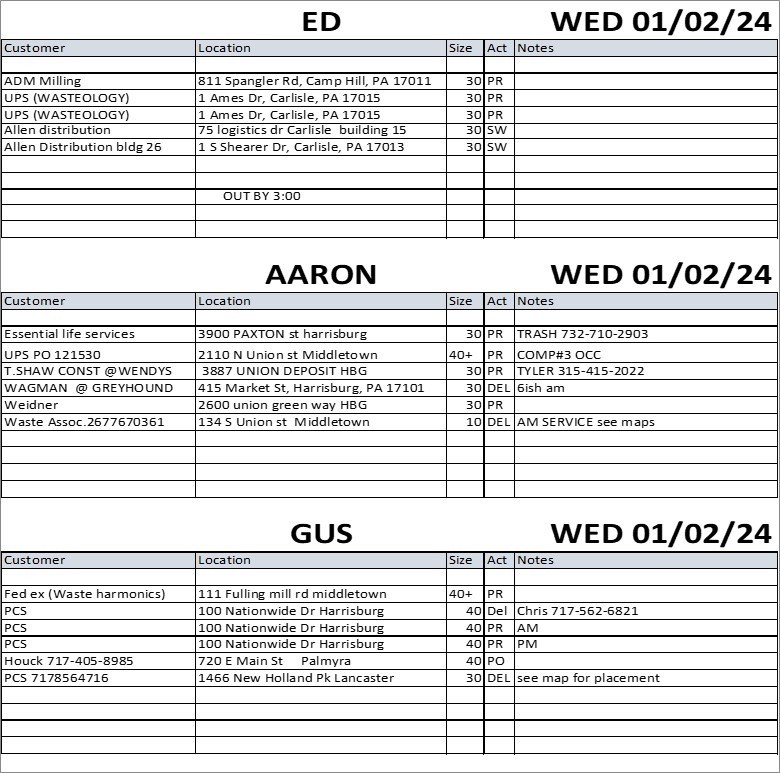 ED WED 01/02/24
Customer Location Size Act Notes
ADM Milling 811 Spangler Rd, Camp Hill, PA 17011 30 PR
UPS (WASTEOLOGY) 1 Ames Dr, Carlisle, PA 17015 30 PR
UPS (WASTEOLOGY) 1 Ames Dr, Carlisle, PA 17015 30 PR
Allen distribution 75 logistics dr Carlisle building 15 30 SW
Allen Distribution bldg 26 1 S Shearer Dr, Carlisle, PA 17013 30 SW
OUT BY 3:00
AARON WED 01/02/24
Customer Location Size Act Notes
Essential life services 3900 PAXTON st harrisburg 30 PR TRASH 732-710-2903
UPS PO 121530 2110 N Union st Middletown 40+ PR COMP#3 OCC
T.SHAW CONST @WENDYS 3887 UNION DEPOSIT HBG 30 PR TYLER 315-415-2022
WAGMAN @ GREYHOUND 415 Market St, Harrisburg, PA 17101 30 DEL 6ish am
Weidner 2600 union green way HBG 30 PR
Waste Assoc.2677670361 134 S Union st Middletown 10 DEL AM SERVICE see maps
GUS WED 01/02/24
Customer Location Size Act Notes
Fed ex (Waste harmonics) 111 Fulling mill rd middletown 40+ PR
PCS 100 Nationwide Dr Harrisburg 40 Del Chris 717-562-6821
PCS 100 Nationwide Dr Harrisburg 40 PR AM
PCS 100 Nationwide Dr Harrisburg 40 PR PM
Houck 717-405-8985 720 E Main St Palmyra 40 PO
PCS 7178564716 1466 New Holland Pk Lancaster 30 DEL see map for placement